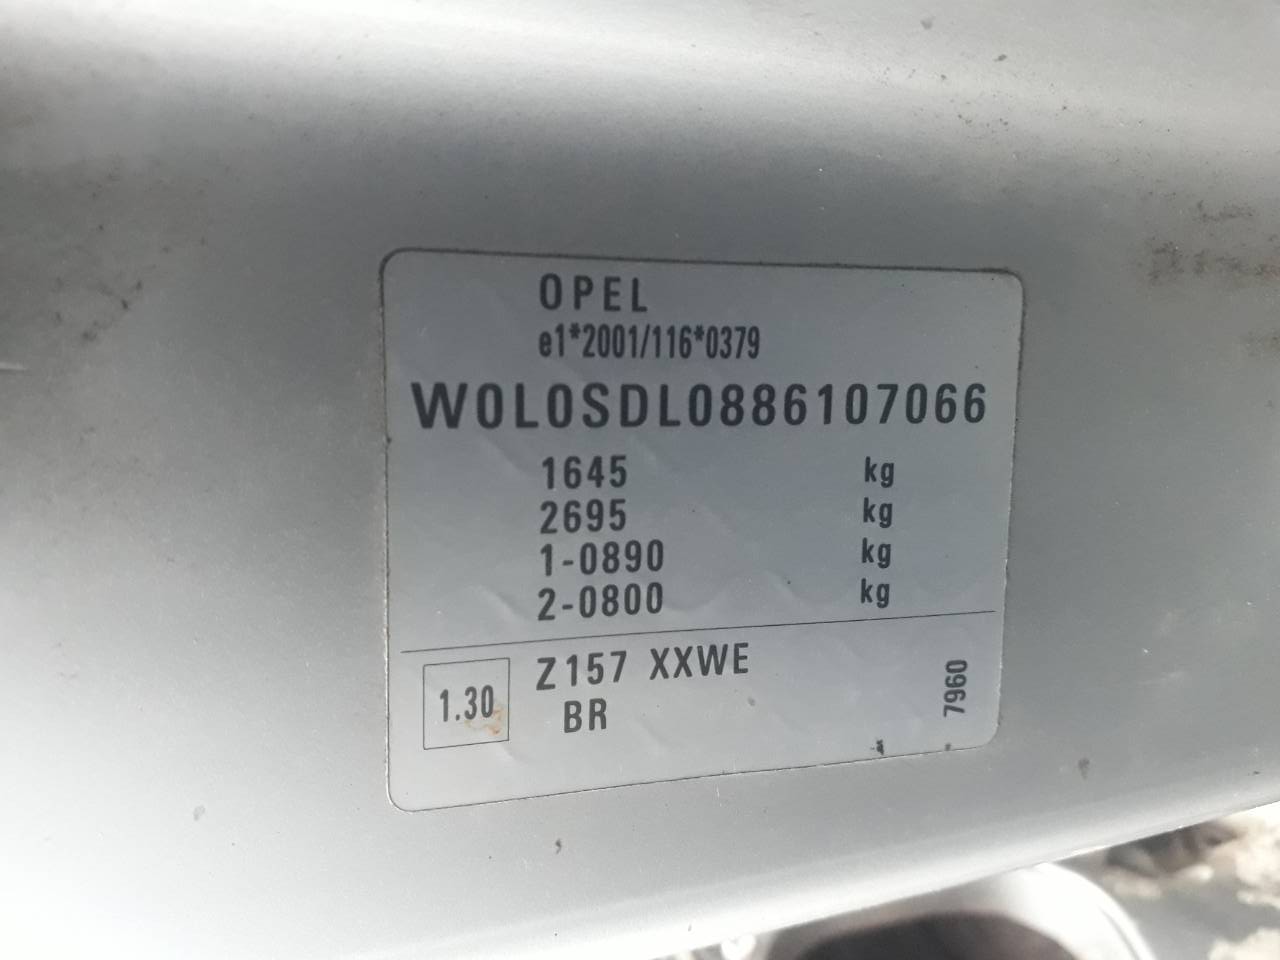 OPEL
e1*2001/116*0379
W0L0SDL0886107066
1645 kg
2695 kg
1-0890 kg
2-0800 kg
1.30 Z157 XXWE
BR
7960